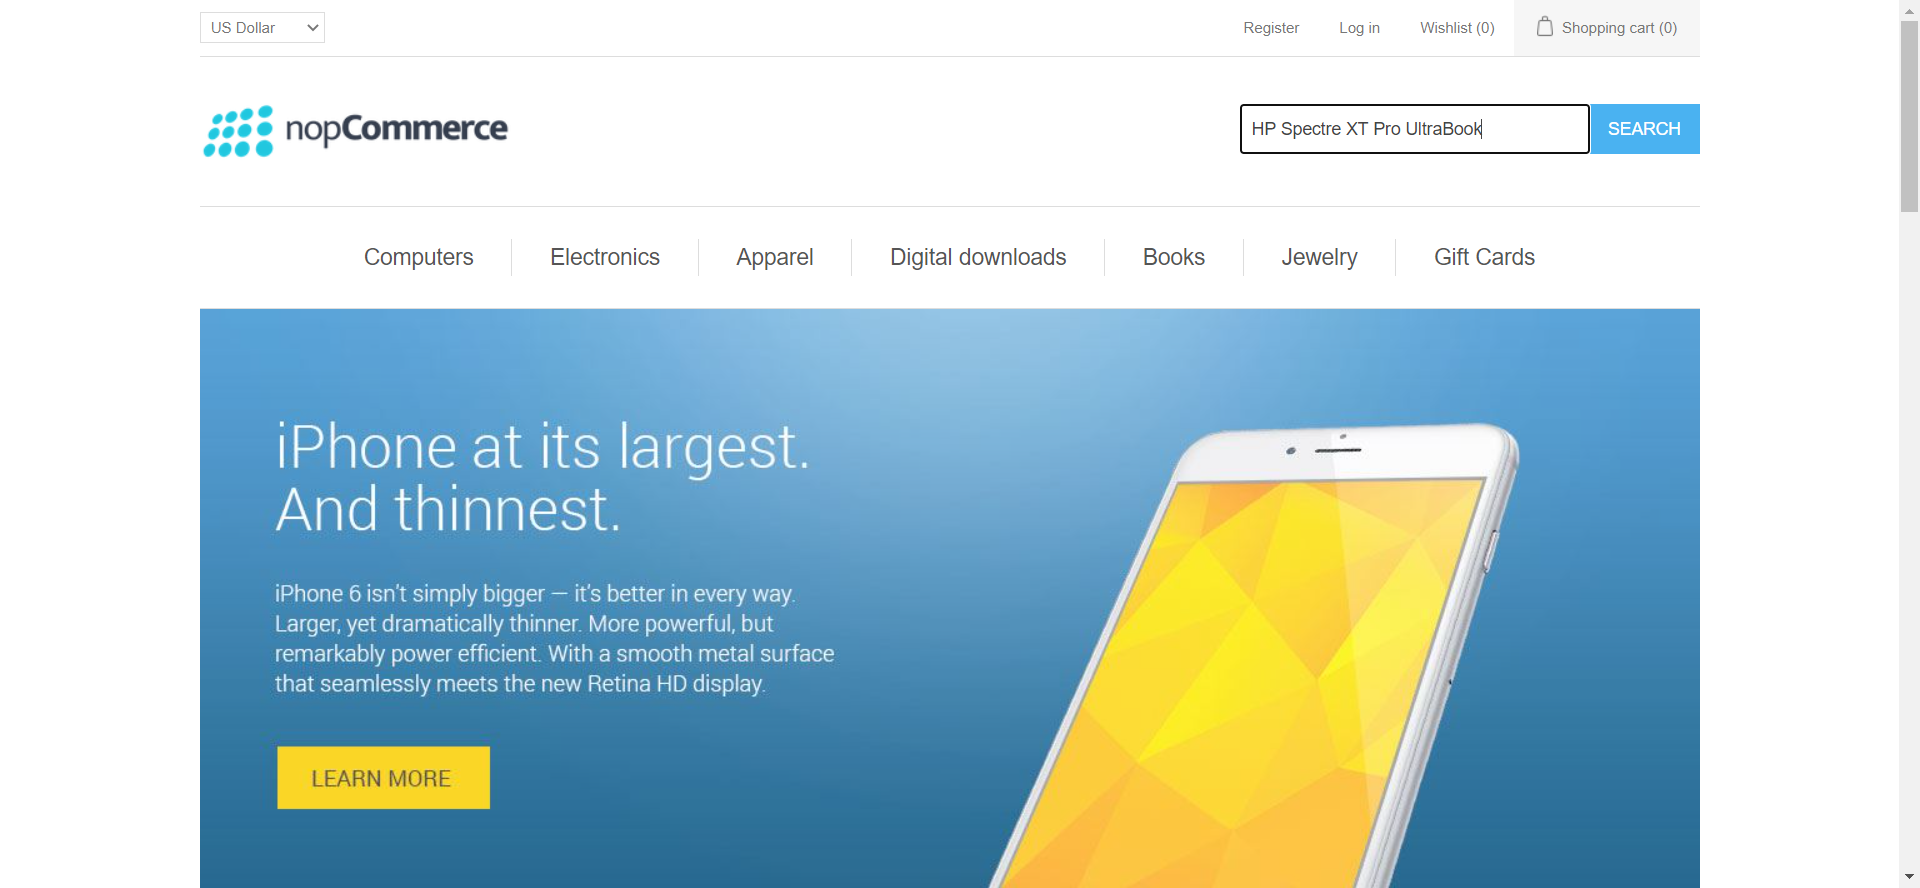 US Dollar
Register
Log in
Wishlist (0)
Shopping cart (0)
nopCommerce
HP Spectre XT Pro UltraBook
SEARCH
Computers
Electronics
Apparel
Digital downloads
Books
Jewelry
Gift Cards
iPhone at its largest.
And thinnest.
iPhone 6 isn't simply bigger — it's better in every way.
Larger, yet dramatically thinner. More powerful, but
remarkably power efficient. With a smooth metal surface
that seamlessly meets the new Retina HD display.
LEARN MORE